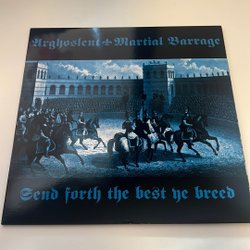 Arghoslent + Martial Barrage
Send forth the best ye breed